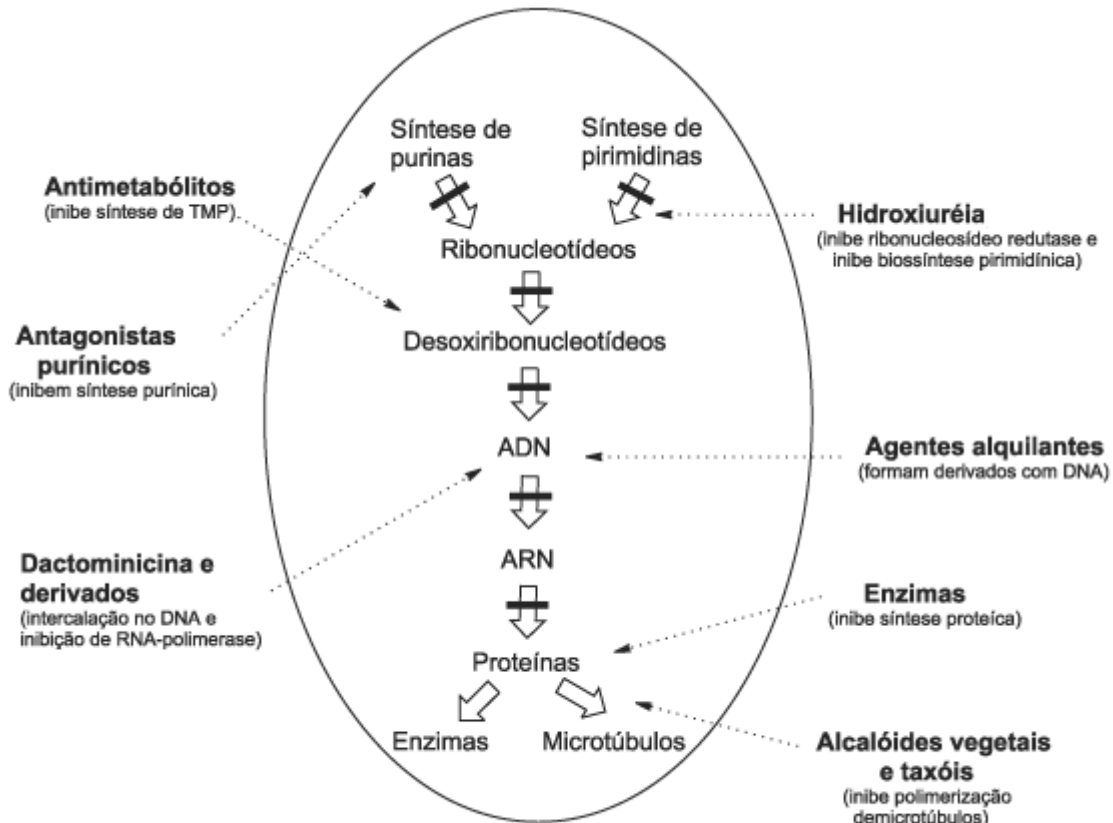 Síntese de
purinas
Síntese de
pirimidinas
Antimetabólitos
(inibe síntese de TMP)
Hidroxiuréia
(inibe ribonucleosídeo redutase e
inibe biossíntese pirimidínica)
Ribonucleotídeos
Antagonistas
purínicos
(inibem síntese purínica)
Desoxiribonucleotídeos
ADN
Agentes alquilantes
(formam derivados com DNA)
Dactominicina e
derivados
(intercalação no DNA e
inibição de RNA-polimerase)
ARN
Enzimas
(inibe síntese proteíca)
Proteínas
Enzimas
Microtúbulos
Alcalóides vegetais
e taxóis
(inibe polimerização
demicrotúbulos)